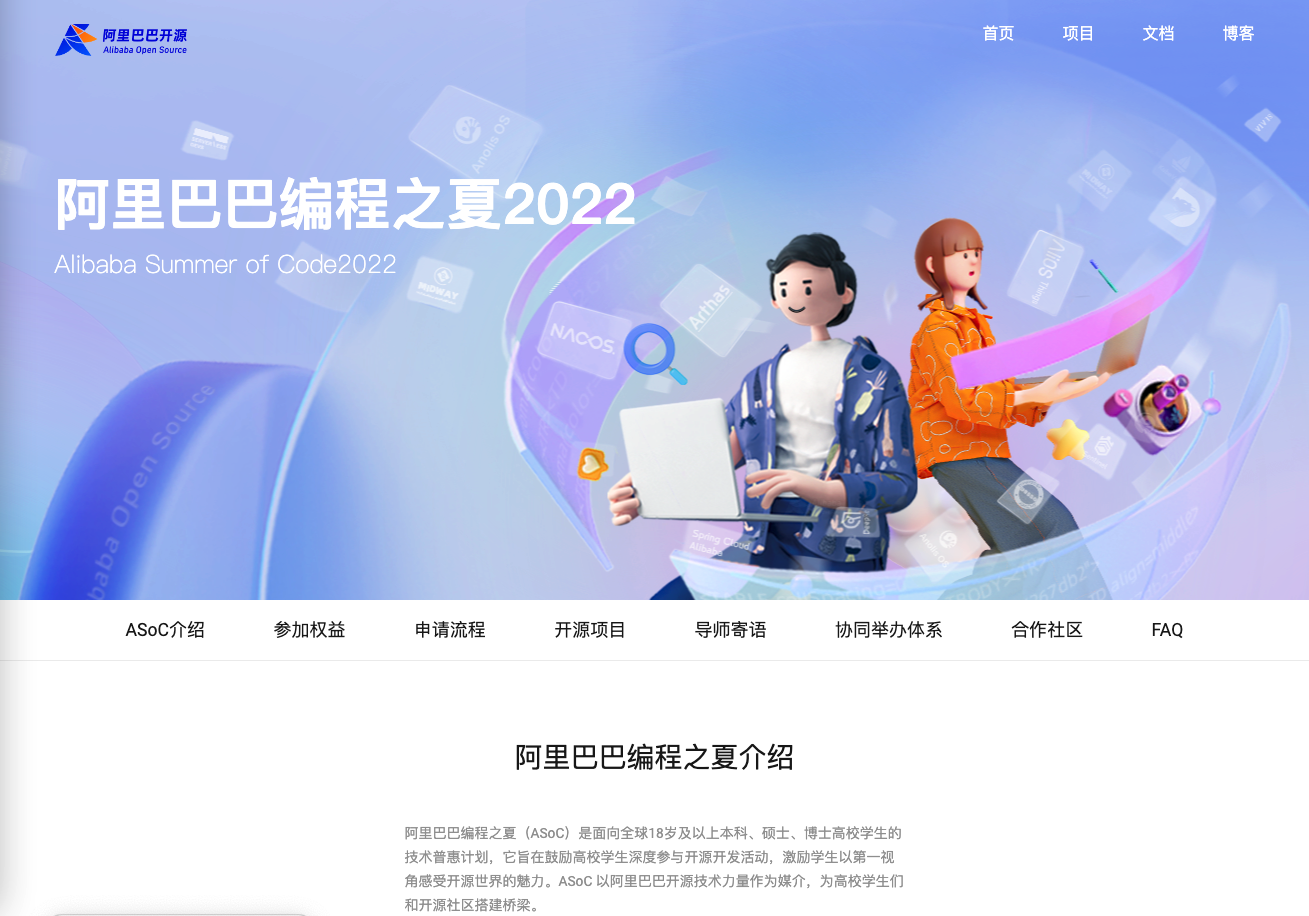 阿里巴巴开源
Alibaba Open Source
首页
项目
文档
博客
Anolis OS
阿里巴巴编程之夏2022
Alibaba Summer of Code2022
MIDWAY
MIDWAY
NACOS.
Arthas
AliOS
Things
Alibaba Open Source
Spring Cloud
Alibaba
ASoC介绍
参加权益
申请流程
开源项目
导师寄语
协同举办体系
合作社区
FAQ
阿里巴巴编程之夏介绍
阿里巴巴编程之夏（ASoC）是面向全球18岁及以上本科、硕士、博士高校学生的
技术普惠计划，它旨在鼓励高校学生深度参与开源开发活动，激励学生以第一视
角感受开源世界的魅力。ASoC 以阿里巴巴开源技术力量作为媒介，为高校学生们
和开源社区搭建桥梁。